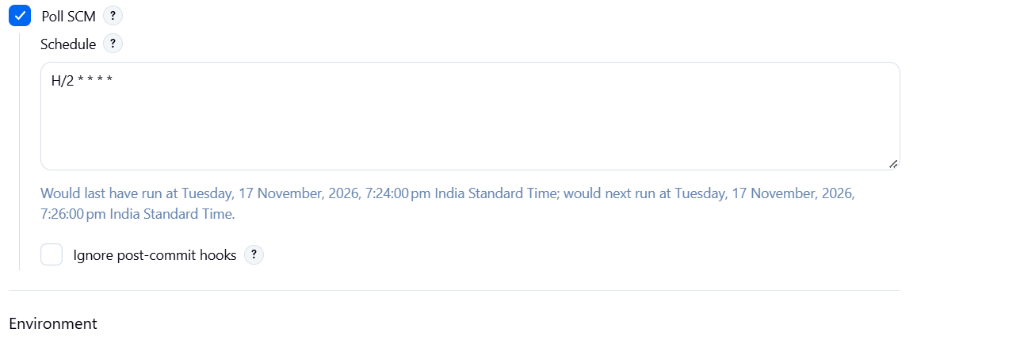 Poll SCM ?
Schedule ?
H/2 * * * *
Would last have run at Tuesday, 17 November, 2026, 7:24:00 pm India Standard Time; would next run at Tuesday, 17 November, 2026,
7:26:00 pm India Standard Time.
Ignore post-commit hooks ?
Environment